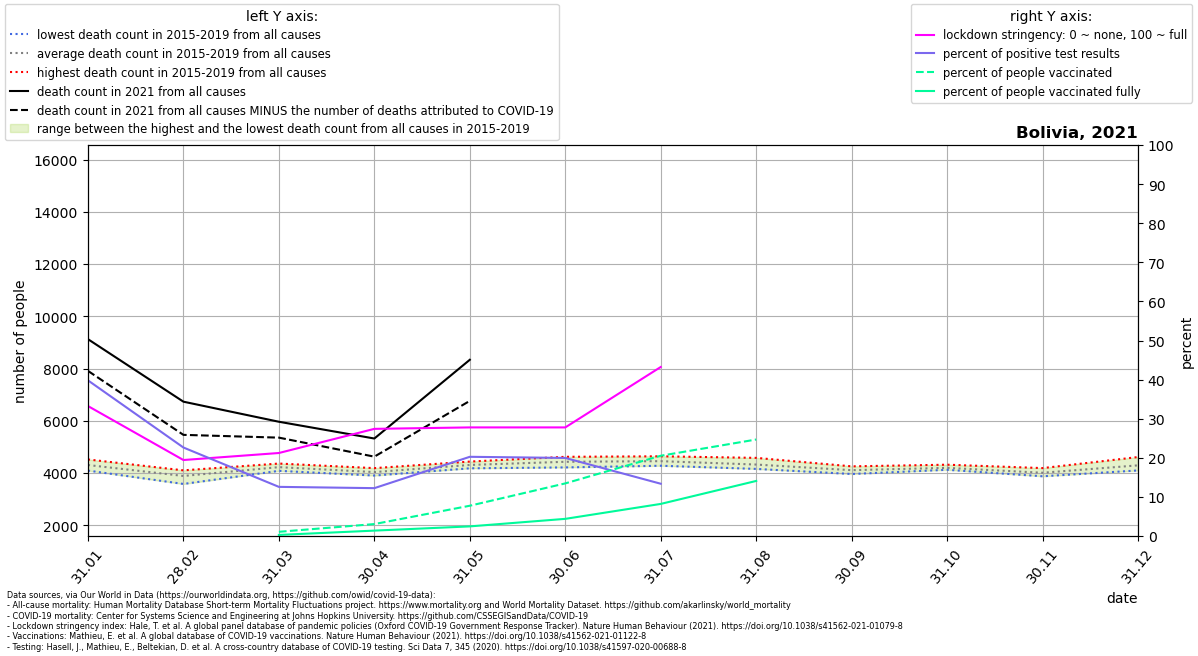 left Y axis:
lowest death count in 2015-2019 from all causes
average death count in 2015-2019 from all causes
highest death count in 2015-2019 from all causes
death count in 2021 from all causes
death count in 2021 from all causes MINUS the number of deaths attributed to COVID-19
range between the highest and the lowest death count from all causes in 2015-2019
right Y axis:
lockdown stringency: 0 ~ none, 100 ~ full
percent of positive test results
percent of people vaccinated
percent of people vaccinated fully
Bolivia, 2021
number of people
16000
14000
12000
10000
8000
6000
4000
2000
percent
100
90
80
70
60
50
40
30
20
10
0
31.01
28.02
31.03
30.04
31.05
30.06
31.07
31.08
30.09
31.10
30.11
31.12
date
Data sources, via Our World in Data (https://ourworldindata.org, https://github.com/owid/covid-19-data):
- All-cause mortality: Human Mortality Database Short-term Mortality Fluctuations project. https://www.mortality.org and World Mortality Dataset. https://github.com/akarlinsky/world_mortality
- COVID-19 mortality: Center for Systems Science and Engineering at Johns Hopkins University. https://github.com/CSSEGISandData/COVID-19
- Lockdown stringency index: Hale, T. et al. A global panel database of pandemic policies (Oxford COVID-19 Government Response Tracker). Nature Human Behaviour (2021). https://doi.org/10.1038/s41562-021-01079-8
- Vaccinations: Mathieu, E. et al. A global database of COVID-19 vaccinations. Nature Human Behaviour (2021). https://doi.org/10.1038/s41562-021-01122-8
- Testing: Hasell, J., Mathieu, E., Beltekian, D. et al. A cross-country database of COVID-19 testing. Sci Data 7, 345 (2020). https://doi.org/10.1038/s41597-020-00688-8